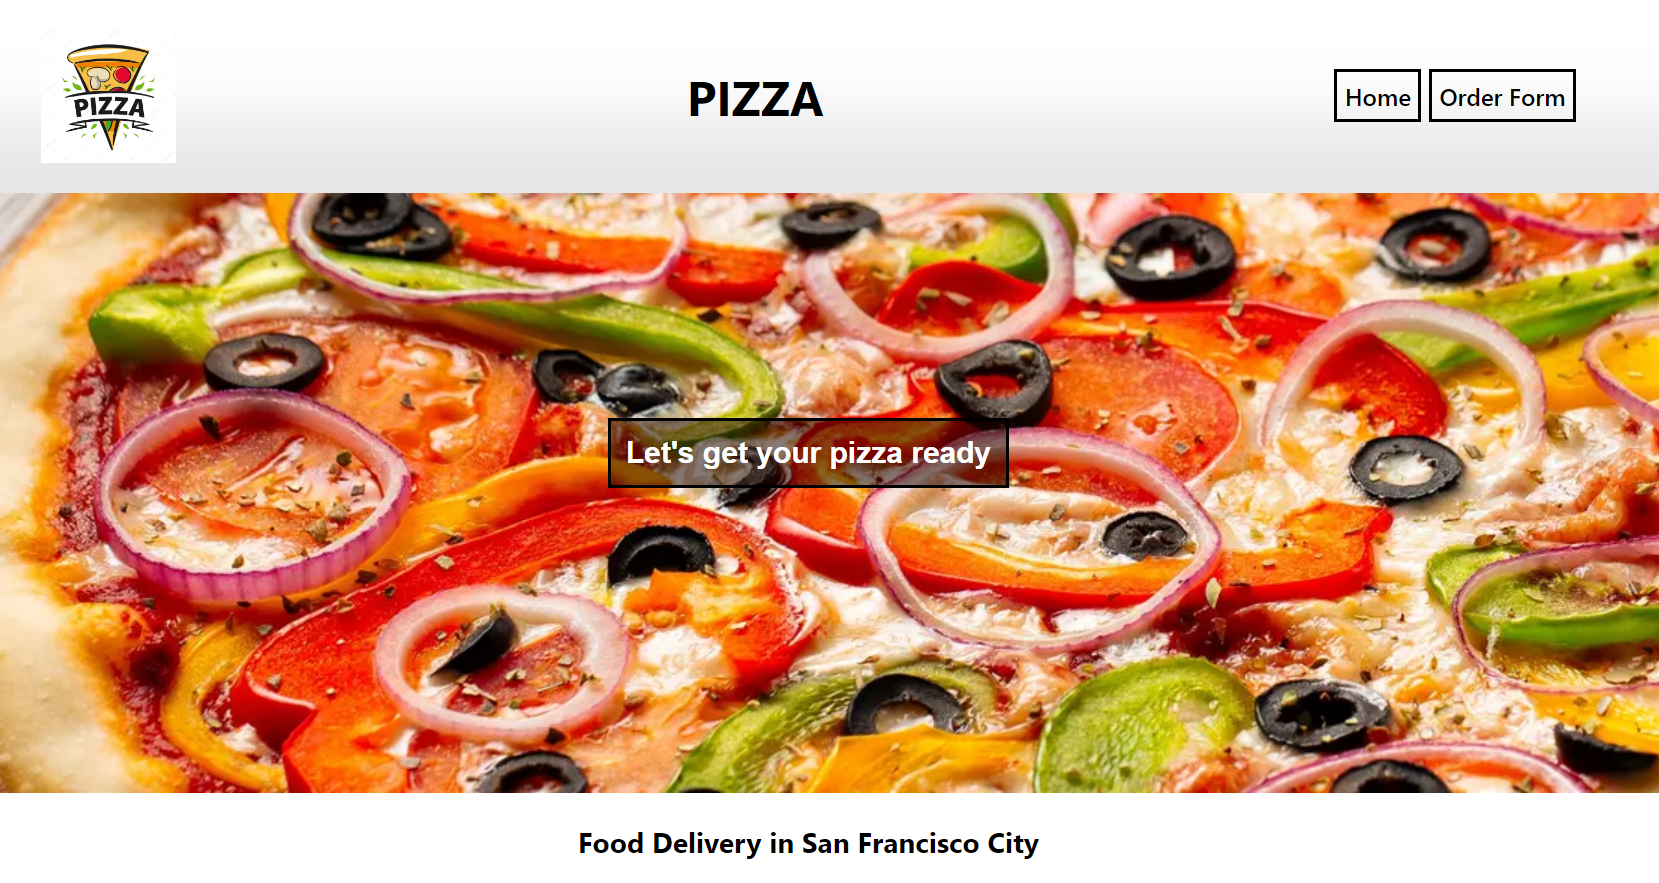 PIZZA
PIZZA
Home
Order Form
Let's get your pizza ready
Food Delivery in San Francisco City